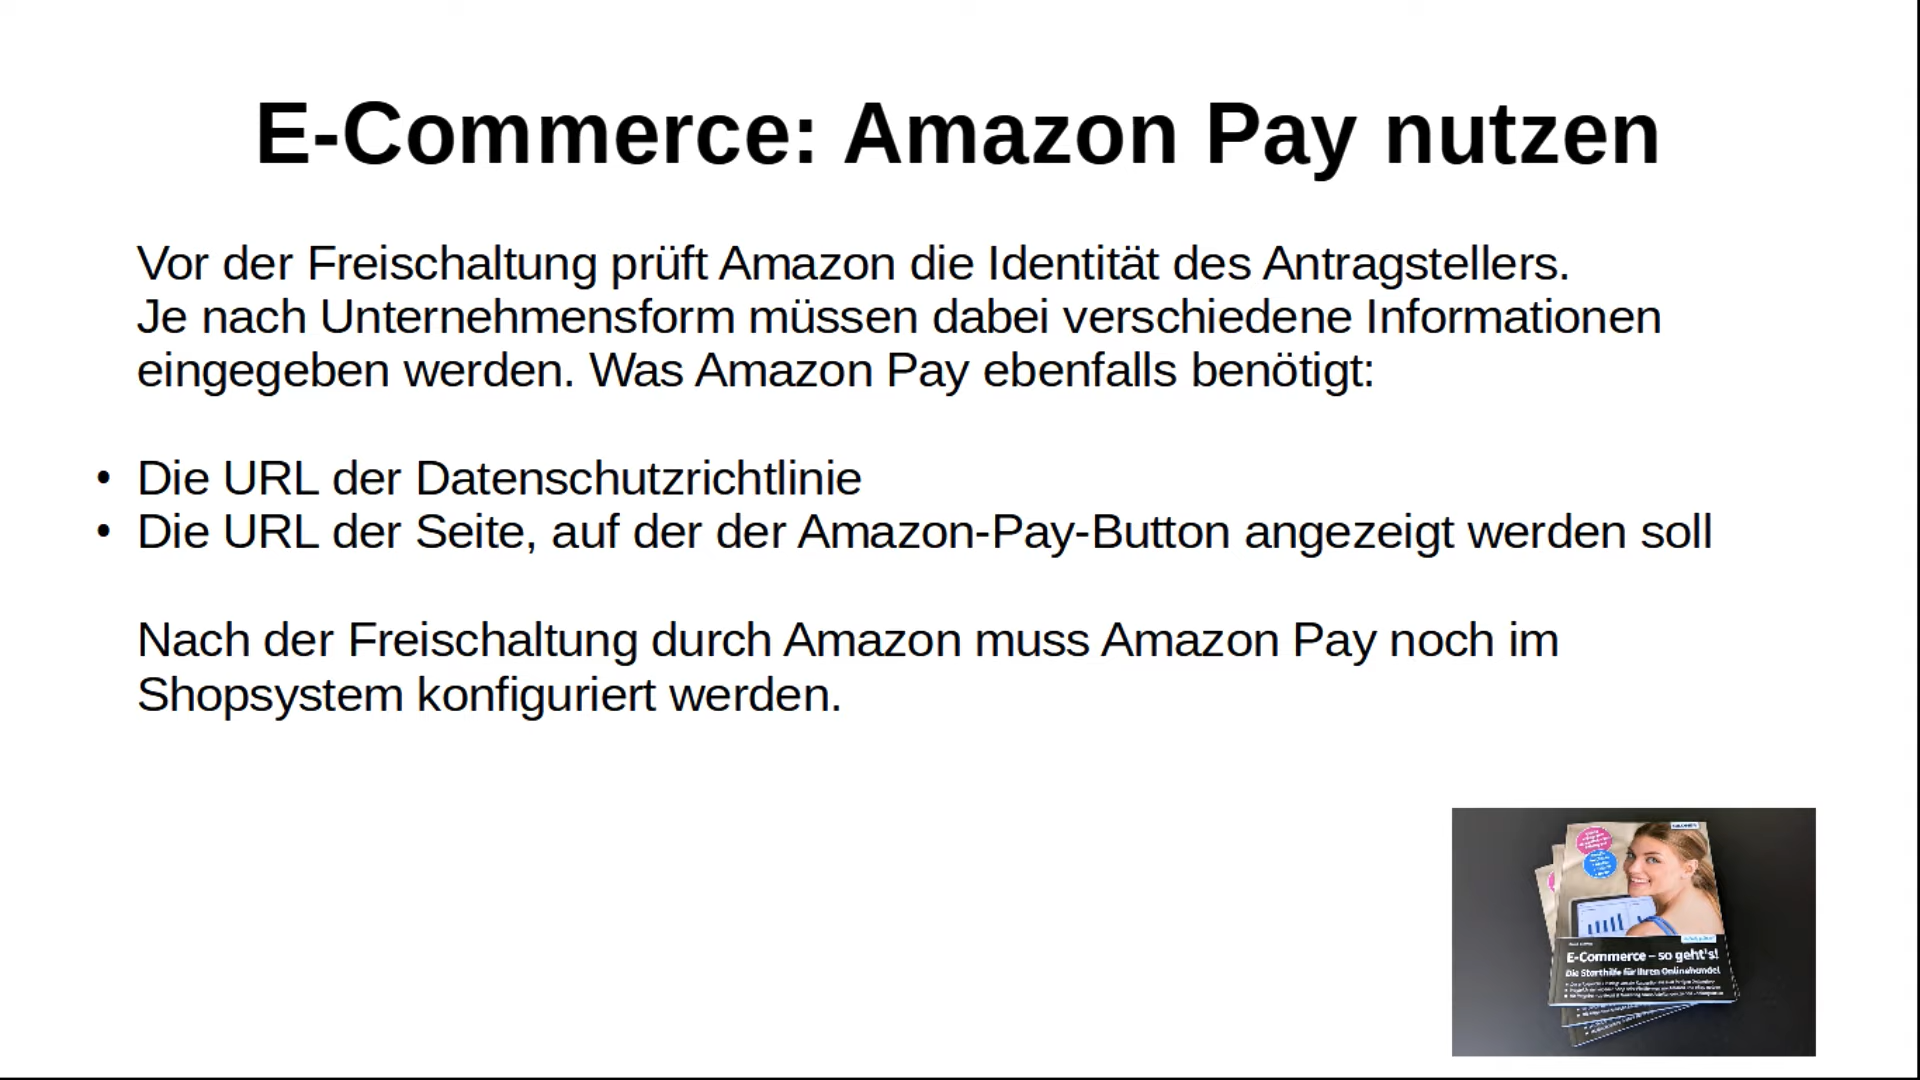 E-Commerce: Amazon Pay nutzen
Vor der Freischaltung prüft Amazon die Identität des Antragstellers.
Je nach Unternehmensform müssen dabei verschiedene Informationen
eingegeben werden. Was Amazon Pay ebenfalls benötigt:
• Die URL der Datenschutzrichtlinie
• Die URL der Seite, auf der der Amazon-Pay-Button angezeigt werden soll
Nach der Freischaltung durch Amazon muss Amazon Pay noch im
Shopsystem konfiguriert werden.
E-Commerce – so geht's!
Die Starthilfe für Ihren Onlinehandel